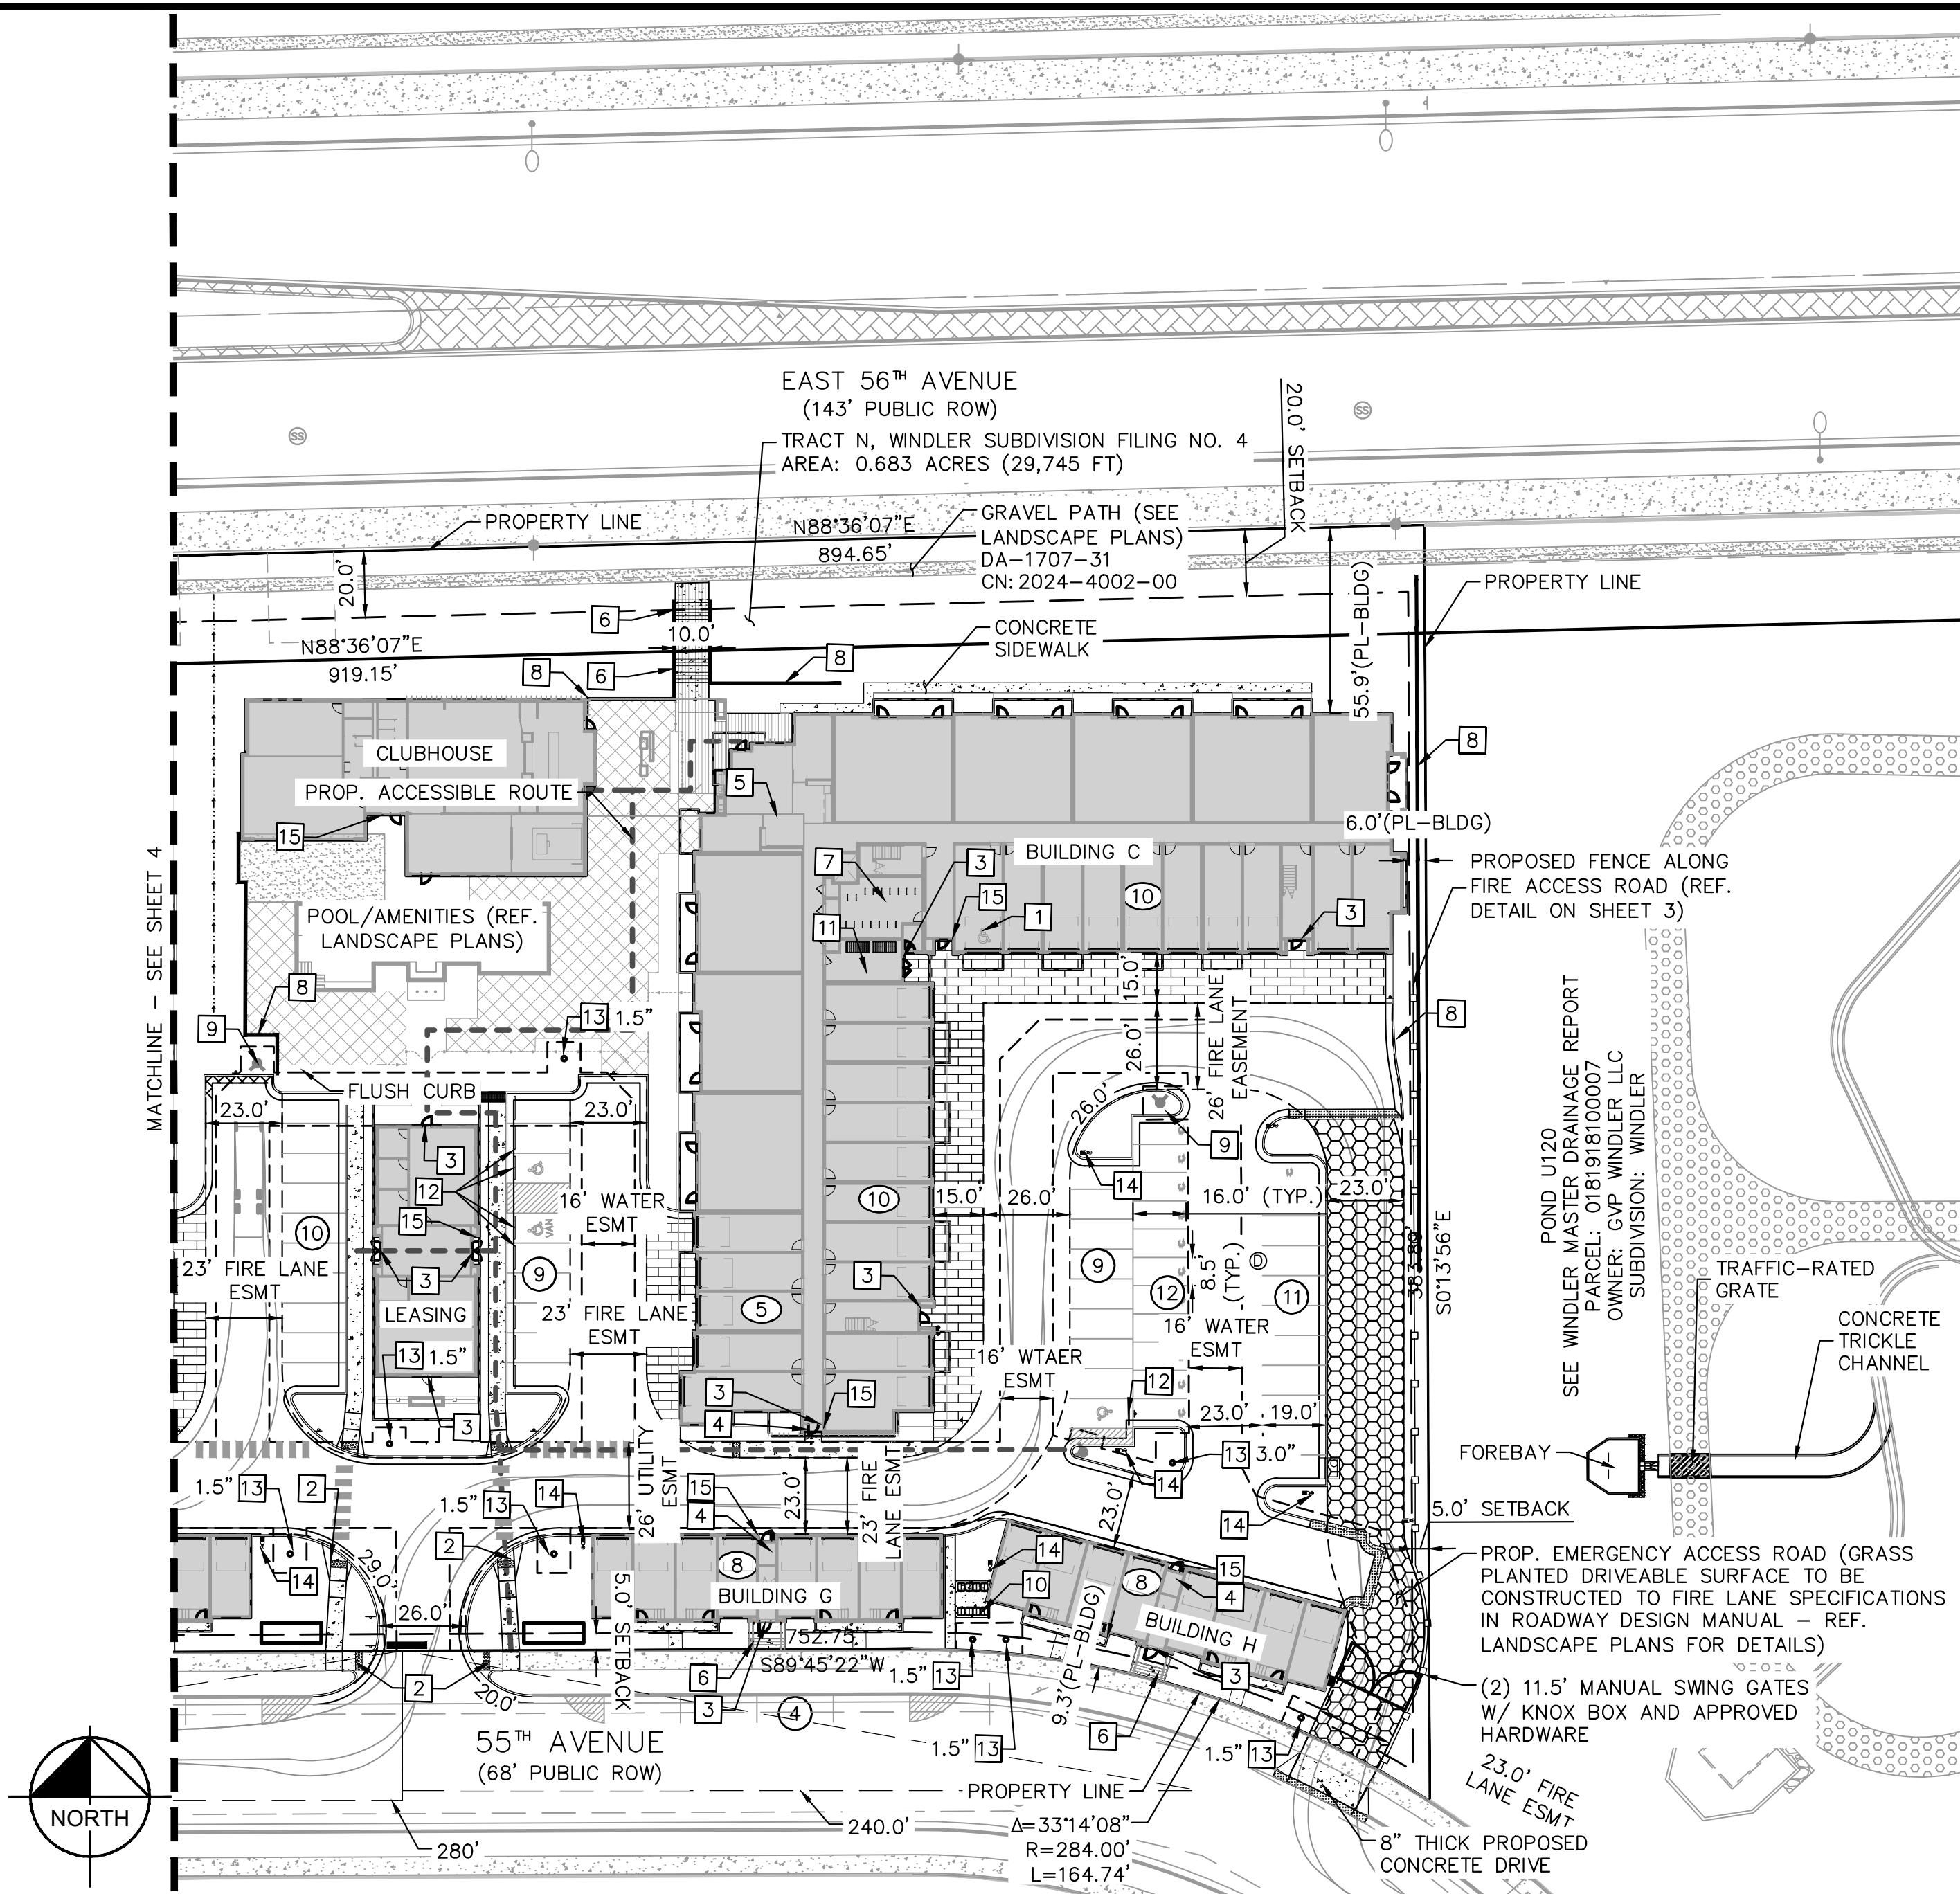 EAST 56TH AVENUE
(143' PUBLIC ROW)
TRACT N, WINDLER SUBDIVISION FILING NO. 4
AREA: 0.683 ACRES (29,745 FT)
20.0' SETBACK
SS
SS
PROPERTY LINE
N88°36'07"E
894.65'
GRAVEL PATH (SEE
LANDSCAPE PLANS)
DA-1707-31
CN: 2024-4002-00
20.0'
PROPERTY LINE
6
10.0'
CONCRETE
SIDEWALK
55.9'(PL-BLDG)
N88°36'07"E
919.15'
8
6
8
8
CLUBHOUSE
PROP. ACCESSIBLE ROUTE
5
15
6.0'(PL-BLDG)
BUILDING C
7
3
15
10
1
3
11
PROPOSED FENCE ALONG
FIRE ACCESS ROAD (REF.
DETAIL ON SHEET 3)
POOL/AMENITIES (REF.
LANDSCAPE PLANS)
MATCHLINE - SEE SHEET 4
8
9
13 1.5"
15.0'
26.0'
26' FIRE LANE
EASEMENT
8
POND U120
SEE WINDLER MASTER DRAINAGE REPORT
PARCEL: 0181918100007
OWNER: GVP WINDLER LLC
SUBDIVISION: WINDLER
FLUSH CURB
23.0'
23.0'
26.0'
9
3
12
14
15
16' WATER
ESMT
VAN
10
10
15.0'
26.0'
16.0' (TYP.)
23.0'
383.89'
S0°13'56"E
23' FIRE LANE
ESMT
3
9
LEASING
23' FIRE LANE
ESMT
3
5
9
12
8.5'
(TYP.)
D
11
16' WATER
ESMT
TRAFFIC-RATED
GRATE
CONCRETE
TRICKLE
CHANNEL
13 1.5"
16' WTAER
ESMT
3
3
15
4
12
23.0'
19.0'
FOREBAY
26' UTILITY
ESMT
23.0'
23' FIRE
LANE ESMT
13 3.0"
14
23.0'
1.5" 13
2
1.5" 13
14
15
4
14
5.0' SETBACK
2
14
29.0'
26.0'
8
BUILDING G
14
10
8
15
4
BUILDING H
PROP. EMERGENCY ACCESS ROAD (GRASS
PLANTED DRIVEABLE SURFACE TO BE
CONSTRUCTED TO FIRE LANE SPECIFICATIONS
IN ROADWAY DESIGN MANUAL - REF.
LANDSCAPE PLANS FOR DETAILS)
5.0' SETBACK
752.75'
S89°45'22"W
9.3'(PL-BLDG)
2
20.0'
6
3
1.5" 13
3
(2) 11.5' MANUAL SWING GATES
W/ KNOX BOX AND APPROVED
HARDWARE
4
55TH AVENUE
(68' PUBLIC ROW)
1.5" 13
6
1.5" 13
23.0' FIRE
LANE ESMT
NORTH
PROPERTY LINE
280'
240.0'
Δ=33°14'08"
R=284.00'
L=164.74'
8" THICK PROPOSED
CONCRETE DRIVE